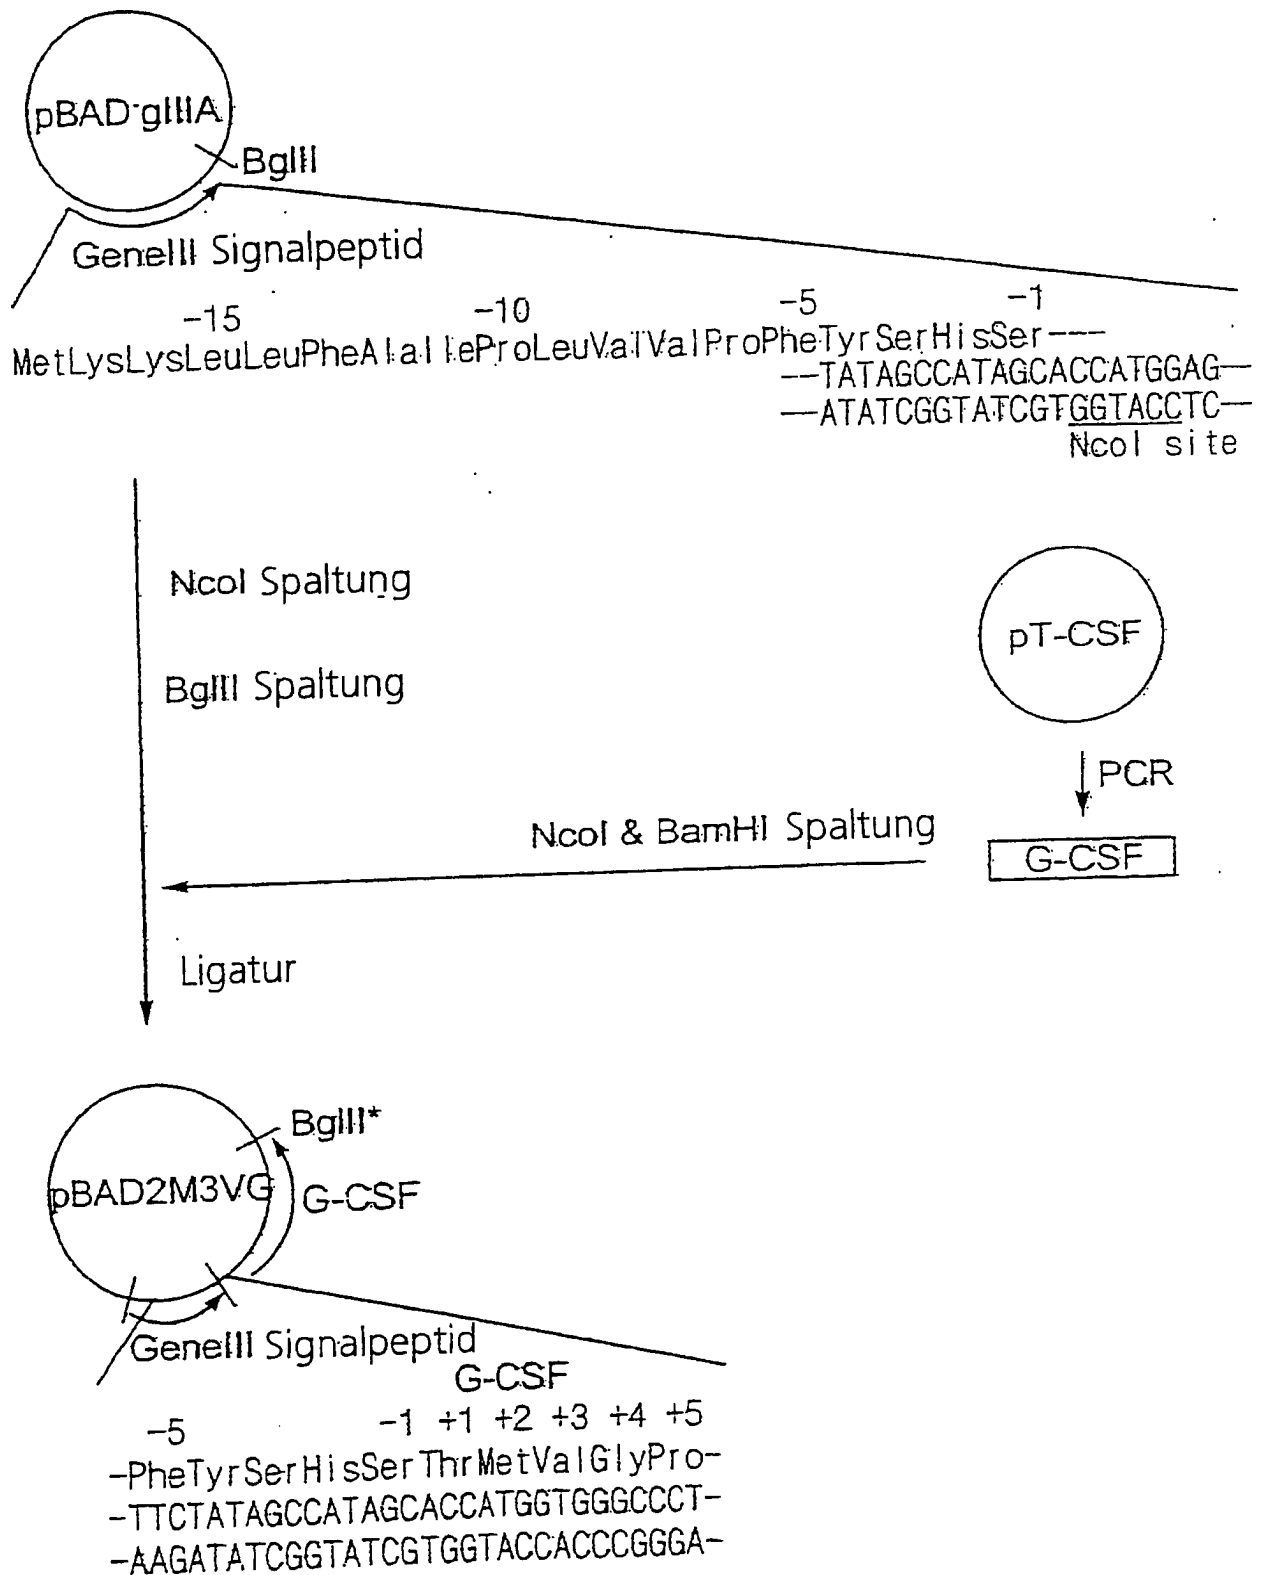 pBAD-gIIIA
BglII
GeneIII Signalpeptid
-15 -10 -5 -1
MetLysLysLeuLeuPheAlaIleProLeuValValProPheTyrSerHisSer----
--TATAGCCATAGCACCATGGAG—
—ATATCGGTATCGTGGTACCTC—
NcoI site
NcoI Spaltung
pT-CSF
BglII Spaltung
PCR
NcoI & BamHI Spaltung
G-CSF
Ligatur
BglII*
pBAD2M3VG
G-CSF
GeneIII Signalpeptid
G-CSF
-5 -1 +1 +2 +3 +4 +5
-PheTyrSerHisSerThrMetValGlyPro-
-TTCTATAGCCATAGCACCATGGTGGGCCCT-
-AAGATATCGGTATCGTGGTACCACCCGGGA-